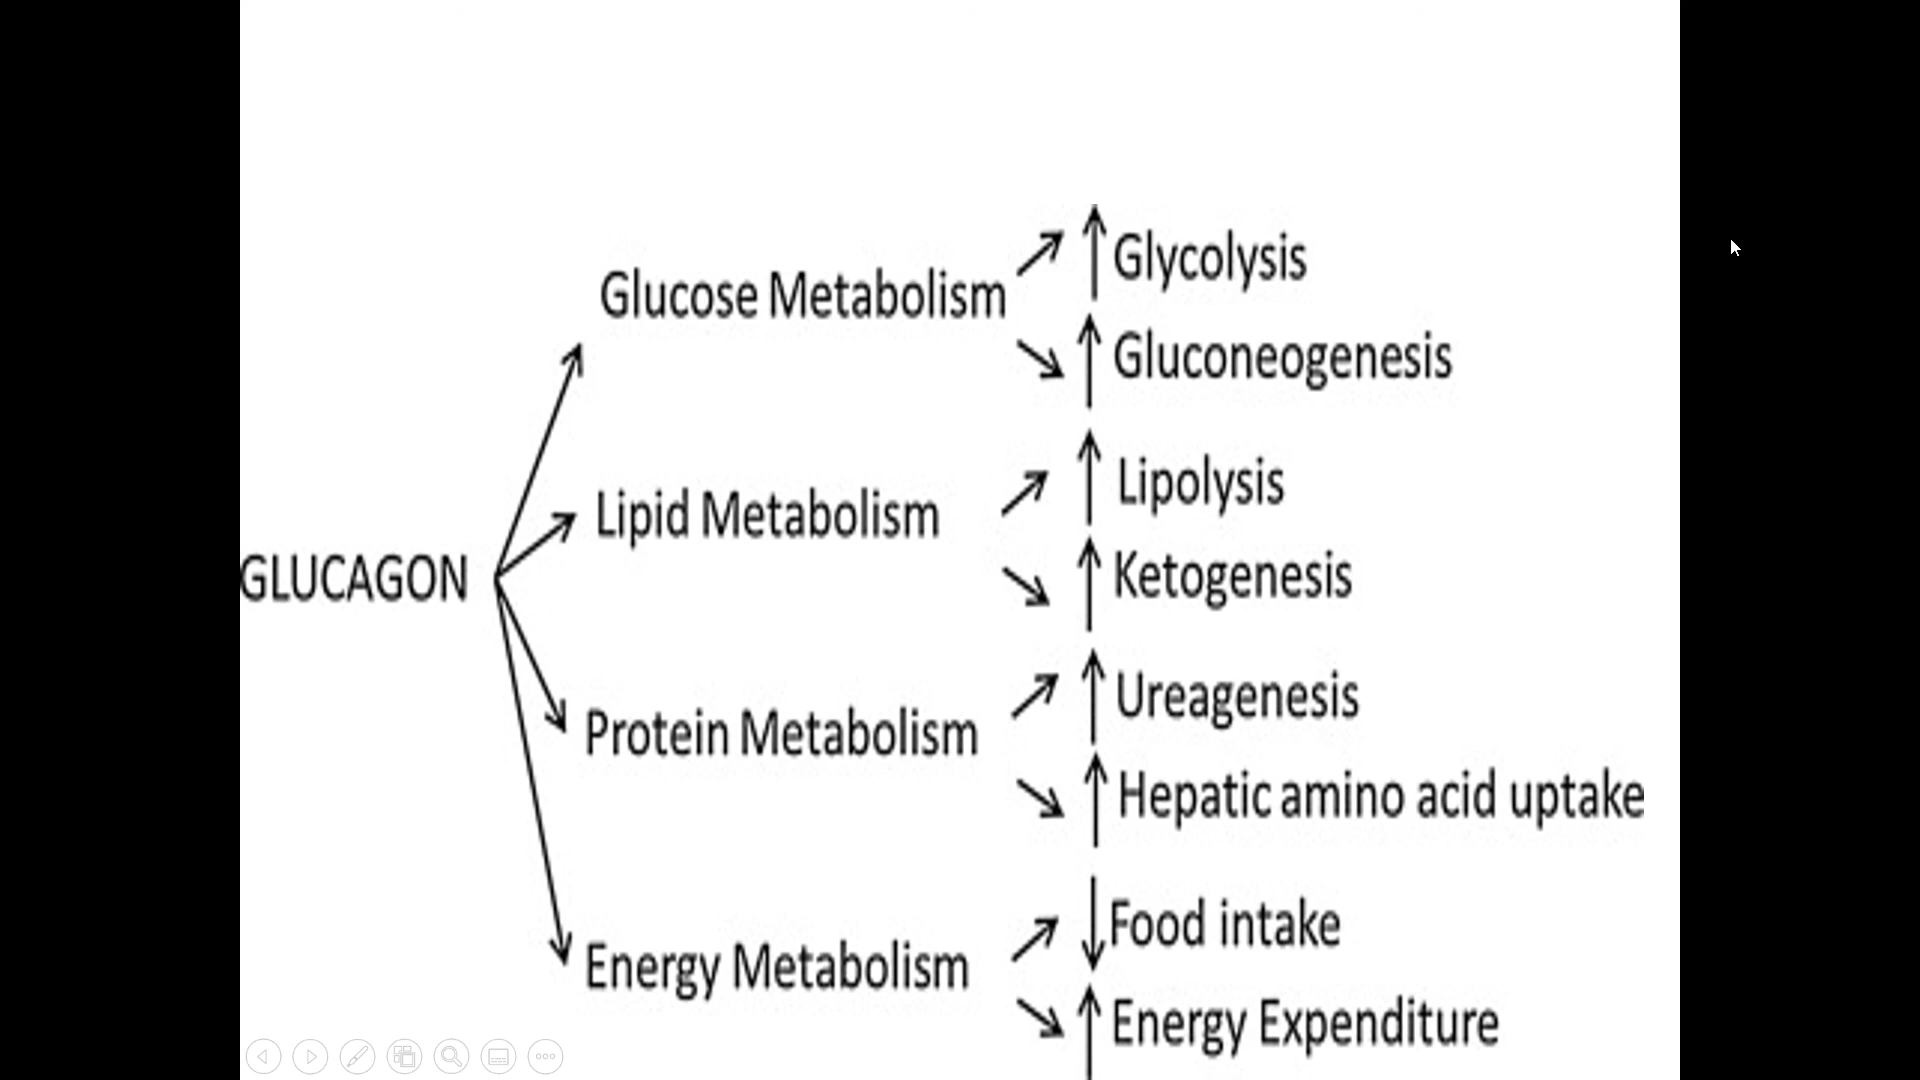 Glycolysis
Glucose Metabolism
Gluconeogenesis
Lipolysis
Lipid Metabolism
Ketogenesis
GLUCAGON
Ureagenesis
Protein Metabolism
Hepatic amino acid uptake
Food intake
Energy Metabolism
Energy Expenditure